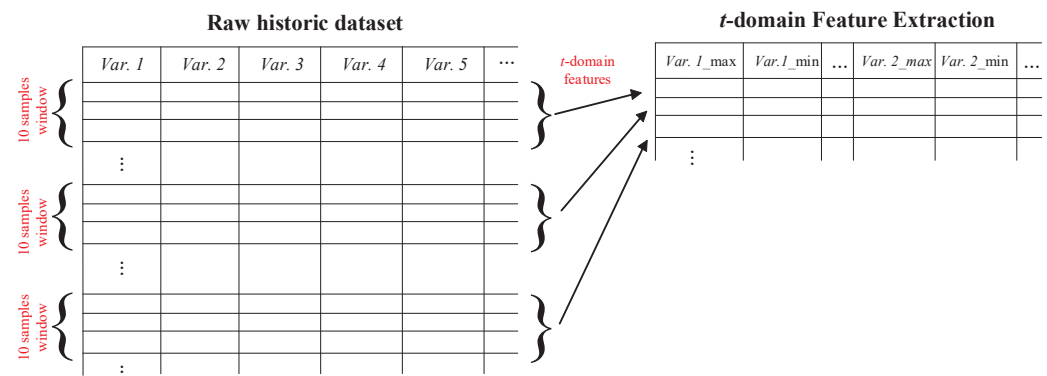 Raw historic dataset
t-domain Feature Extraction
Var. 1 Var. 2 Var. 3 Var. 4 Var. 5 ...
t-domain
features
Var. 1_max Var.1_min ... Var. 2_max Var. 2_min ...
10 samples
window
⋮
⋮
10 samples
window
⋮
10 samples
window
⋮